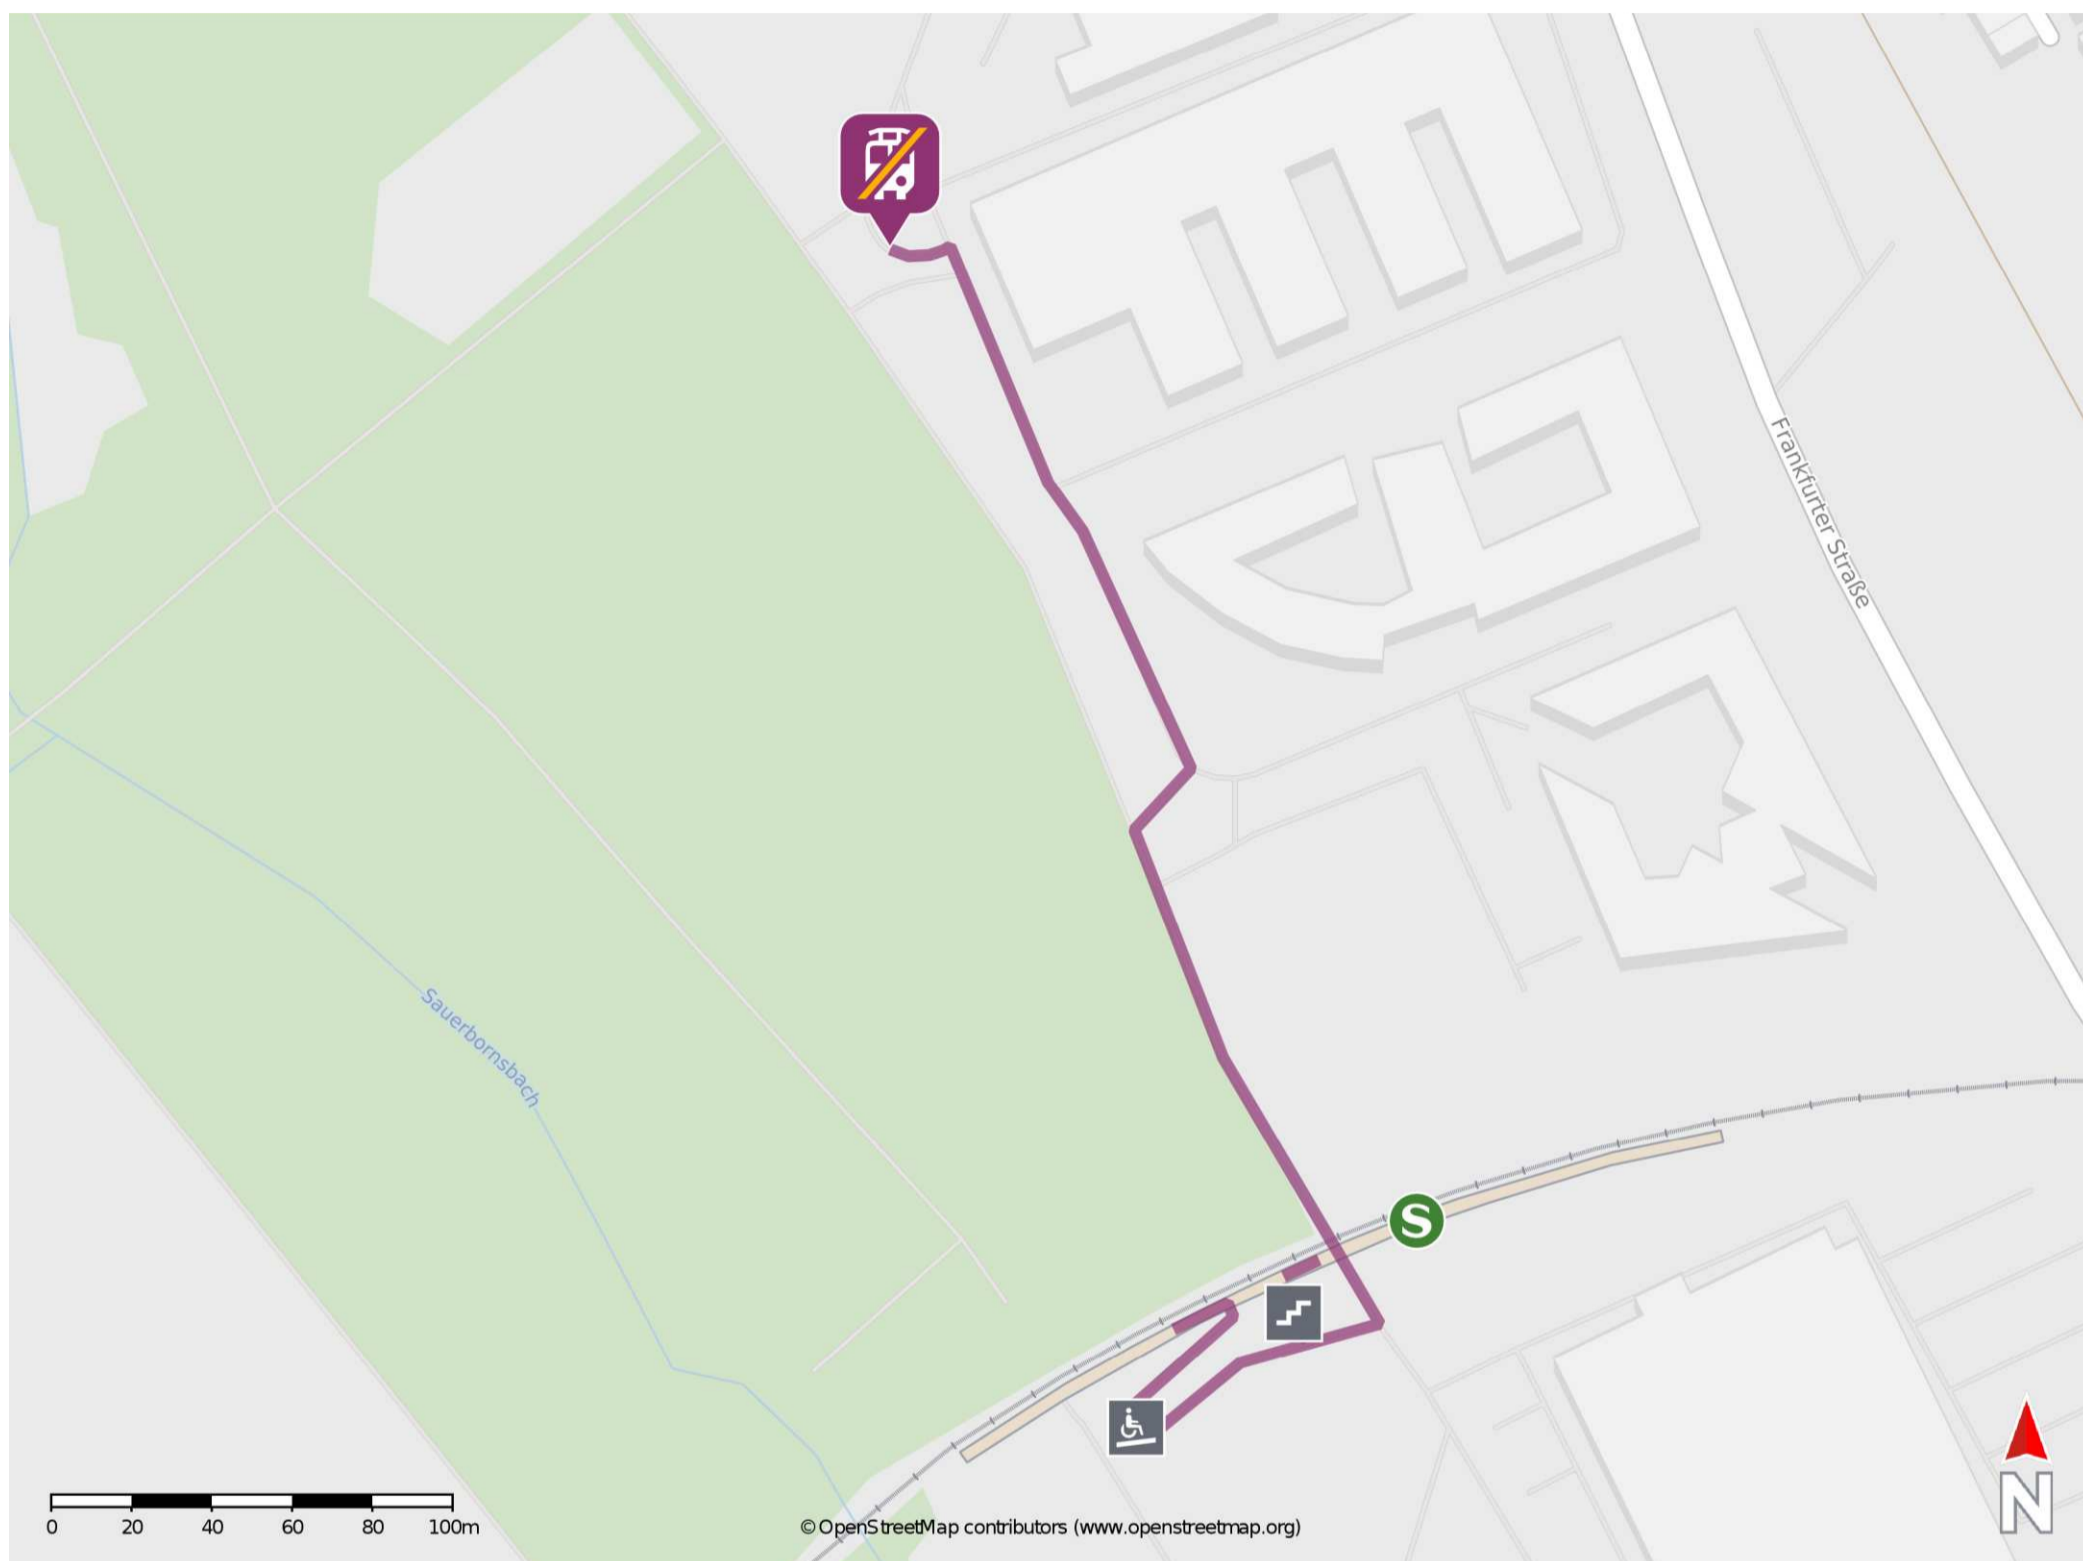 Frankfurter Straße
S
Sauerbornsbach
0 20 40 60 80 100m
© OpenStreetMap contributors (www.openstreetmap.org)
N